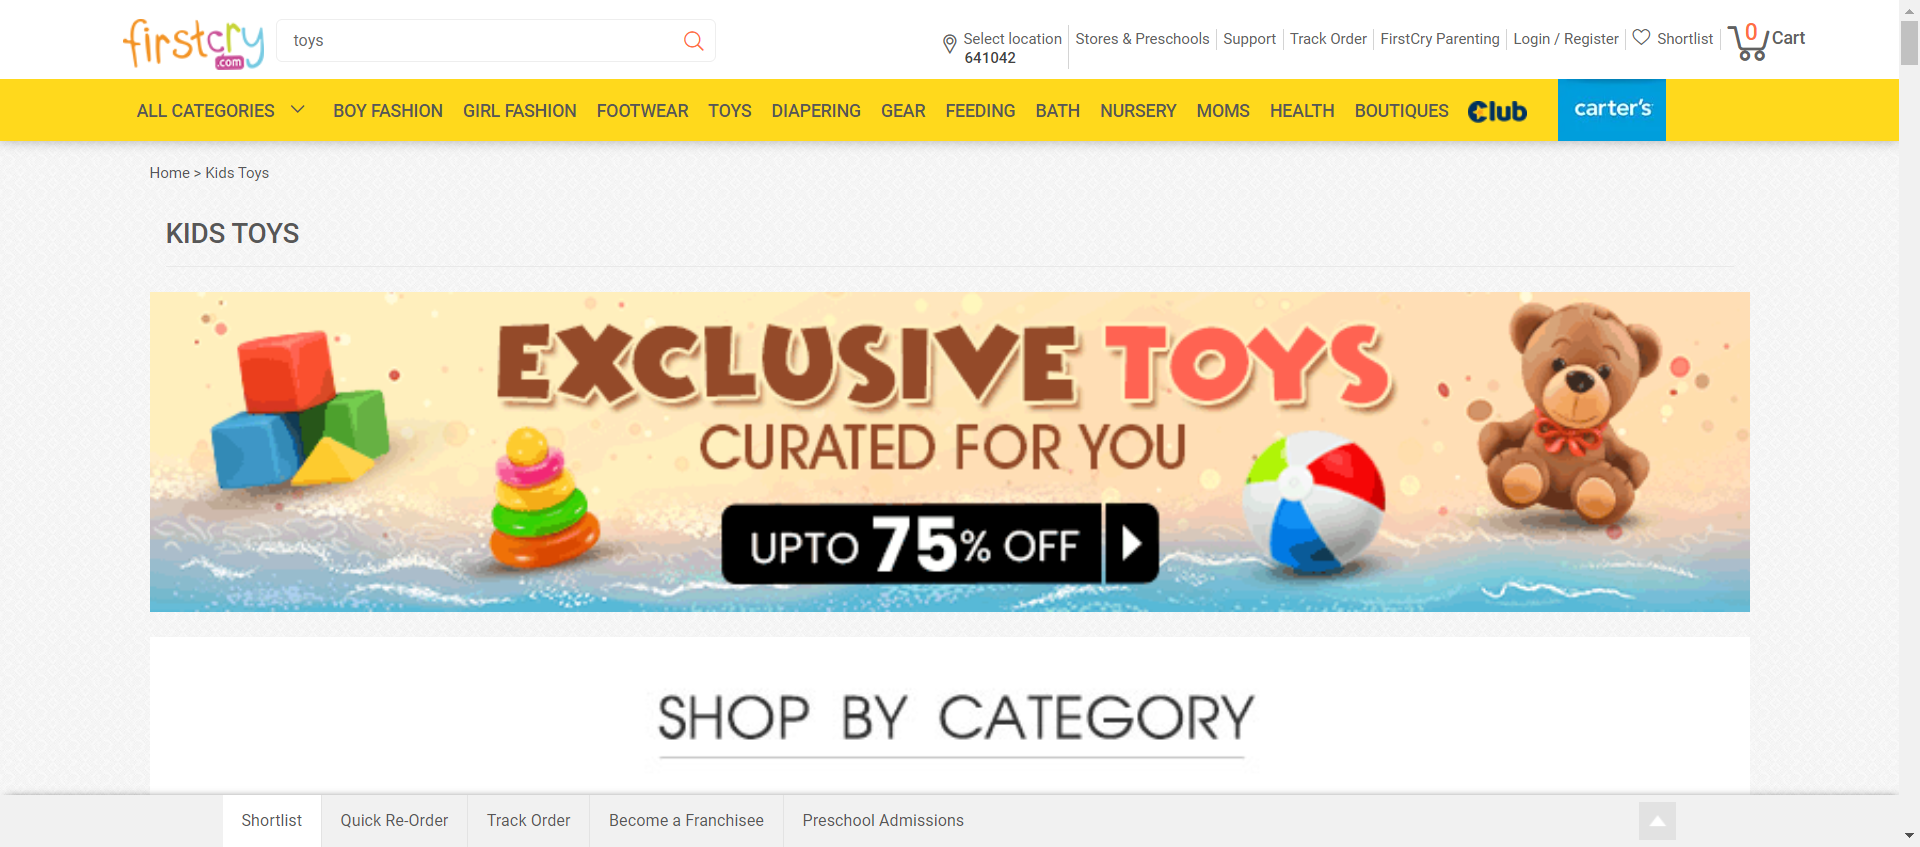 firstcry
.com
toys
Select location
641042
Stores & Preschools
Support
Track Order
FirstCry Parenting
Login / Register
Shortlist
0
Cart
ALL CATEGORIES
BOY FASHION
GIRL FASHION
FOOTWEAR
TOYS
DIAPERING
GEAR
FEEDING
BATH
NURSERY
MOMS
HEALTH
BOUTIQUES
Club
carter's
Home > Kids Toys
KIDS TOYS
EXCLUSIVE TOYS
CURATED FOR YOU
UPTO 75% OFF
SHOP BY CATEGORY
Shortlist
Quick Re-Order
Track Order
Become a Franchisee
Preschool Admissions